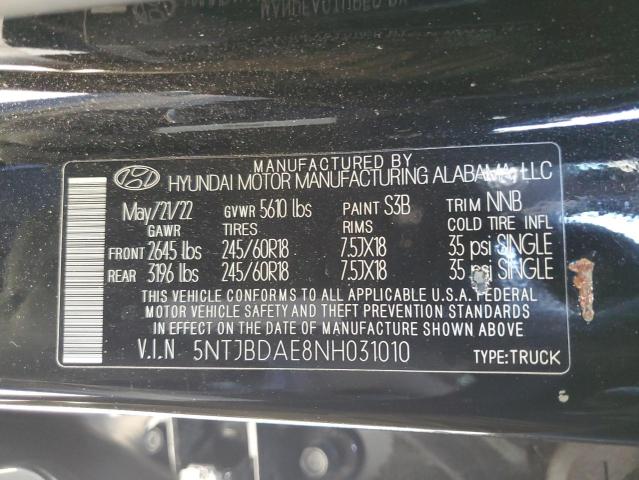 MANUFACTURED BY
HYUNDAI MOTOR MANUFACTURING ALABAMA, LLC
May/21/22 GVWR 5610 lbs PAINT S3B TRIM NNB
GAWR TIRES RIMS COLD TIRE INFL
FRONT 2645 lbs 245/60R18 7.5JX18 35 psi SINGLE
REAR 3196 lbs 245/60R18 7.5JX18 35 psi SINGLE
THIS VEHICLE CONFORMS TO ALL APPLICABLE U.S.A. FEDERAL
MOTOR VEHICLE SAFETY AND THEFT PREVENTION STANDARDS
IN EFFECT ON THE DATE OF MANUFACTURE SHOWN ABOVE.
V.I.N 5NTJBDAE8NH031010 TYPE:TRUCK